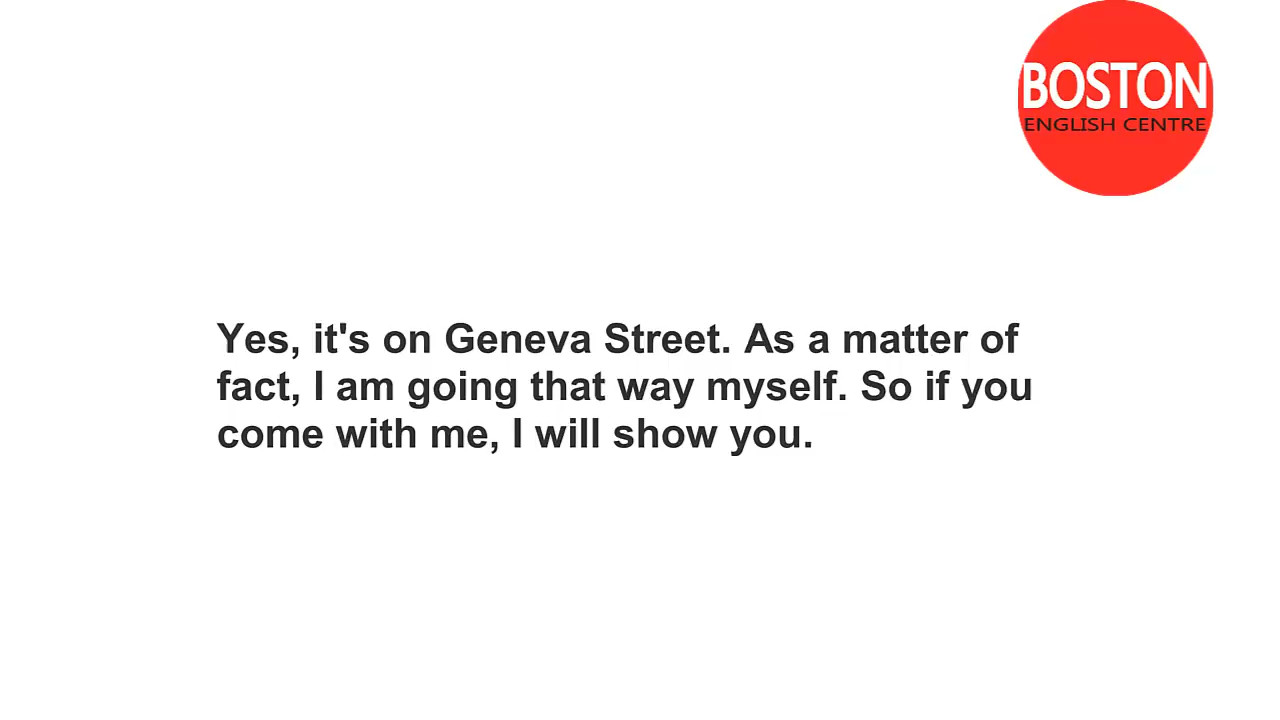 BOSTON
ENGLISH CENTRE
Yes, it's on Geneva Street. As a matter of
fact, I am going that way myself. So if you
come with me, I will show you.